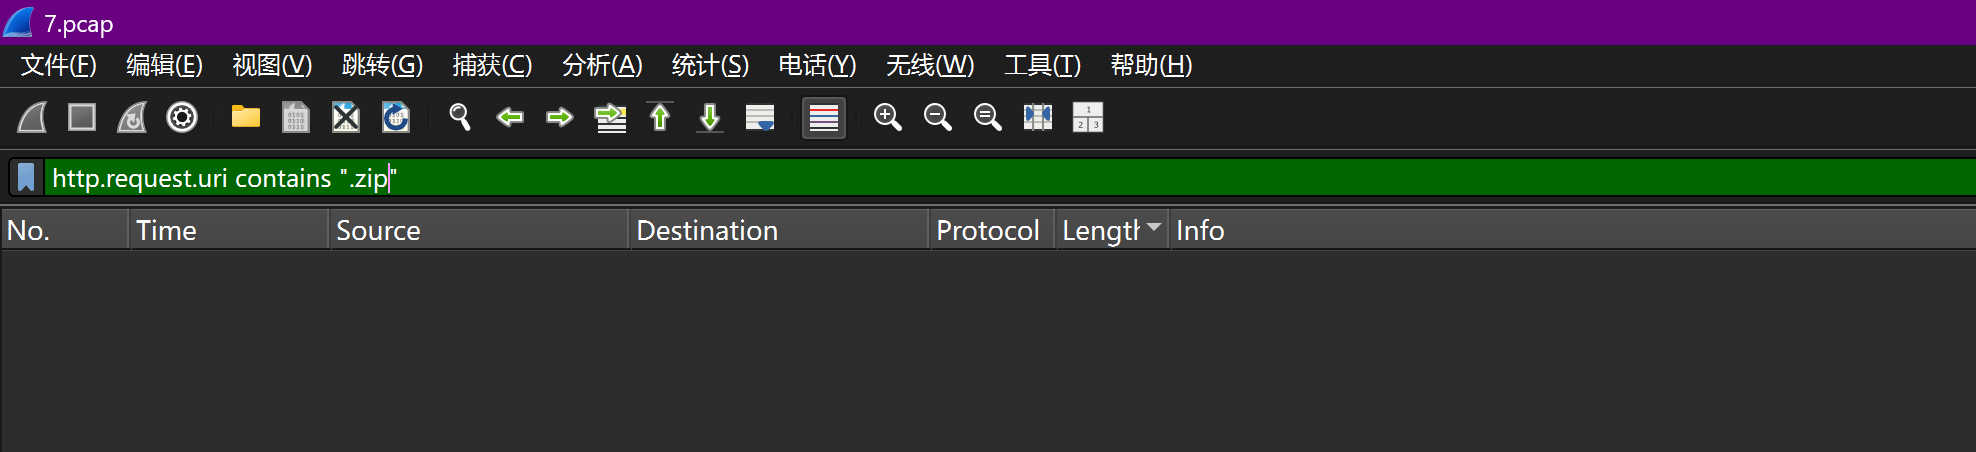 7.pcap
文件(F) 编辑(E) 视图(V) 跳转(G) 捕获(C) 分析(A) 统计(S) 电话(Y) 无线(W) 工具(T) 帮助(H)
http.request.uri contains ".zip"
No. Time Source Destination Protocol Length Info